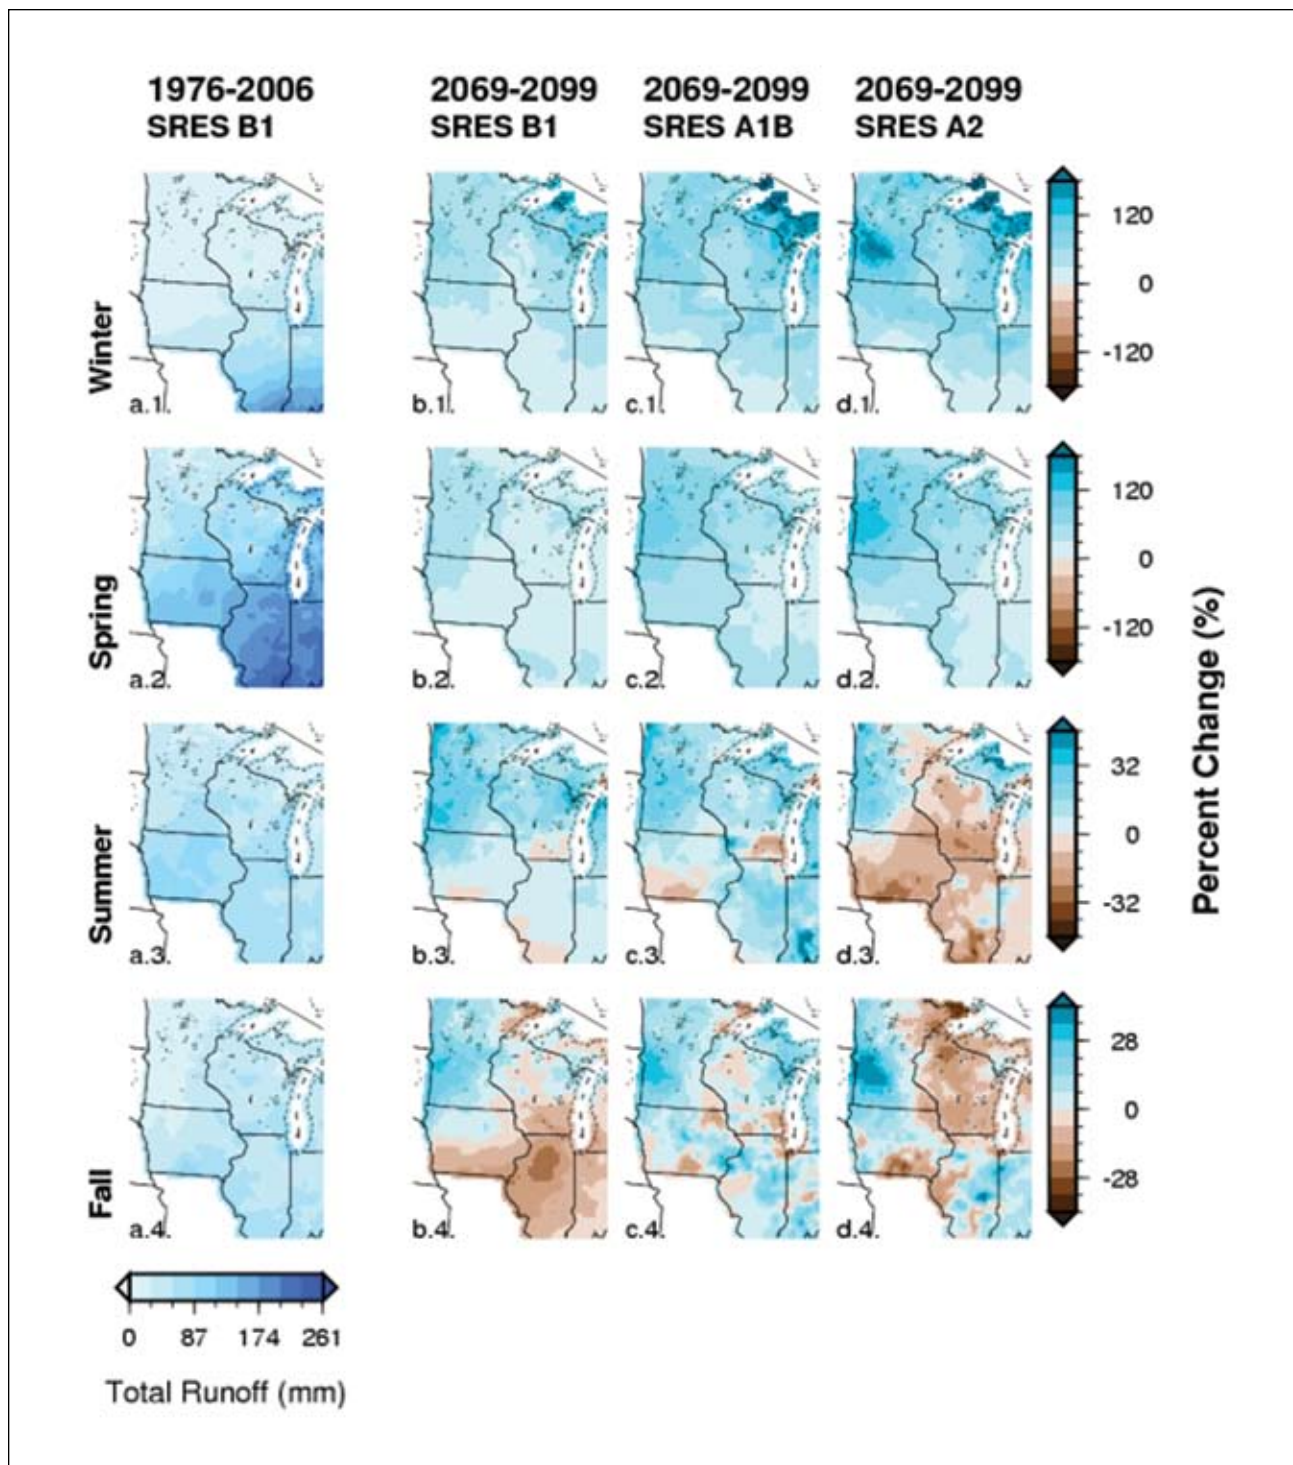 1976-2006
SRES B1
2069-2099
SRES B1
2069-2099
SRES A1B
2069-2099
SRES A2
Winter
a.1.
b.1.
c.1.
d.1.
120
0
-120
Spring
a.2.
b.2.
c.2.
d.2.
120
0
-120
Summer
a.3.
b.3.
c.3.
d.3.
32
0
-32
Fall
a.4.
b.4.
c.4.
d.4.
28
0
-28
Percent Change (%)
0 87 174 261
Total Runoff (mm)